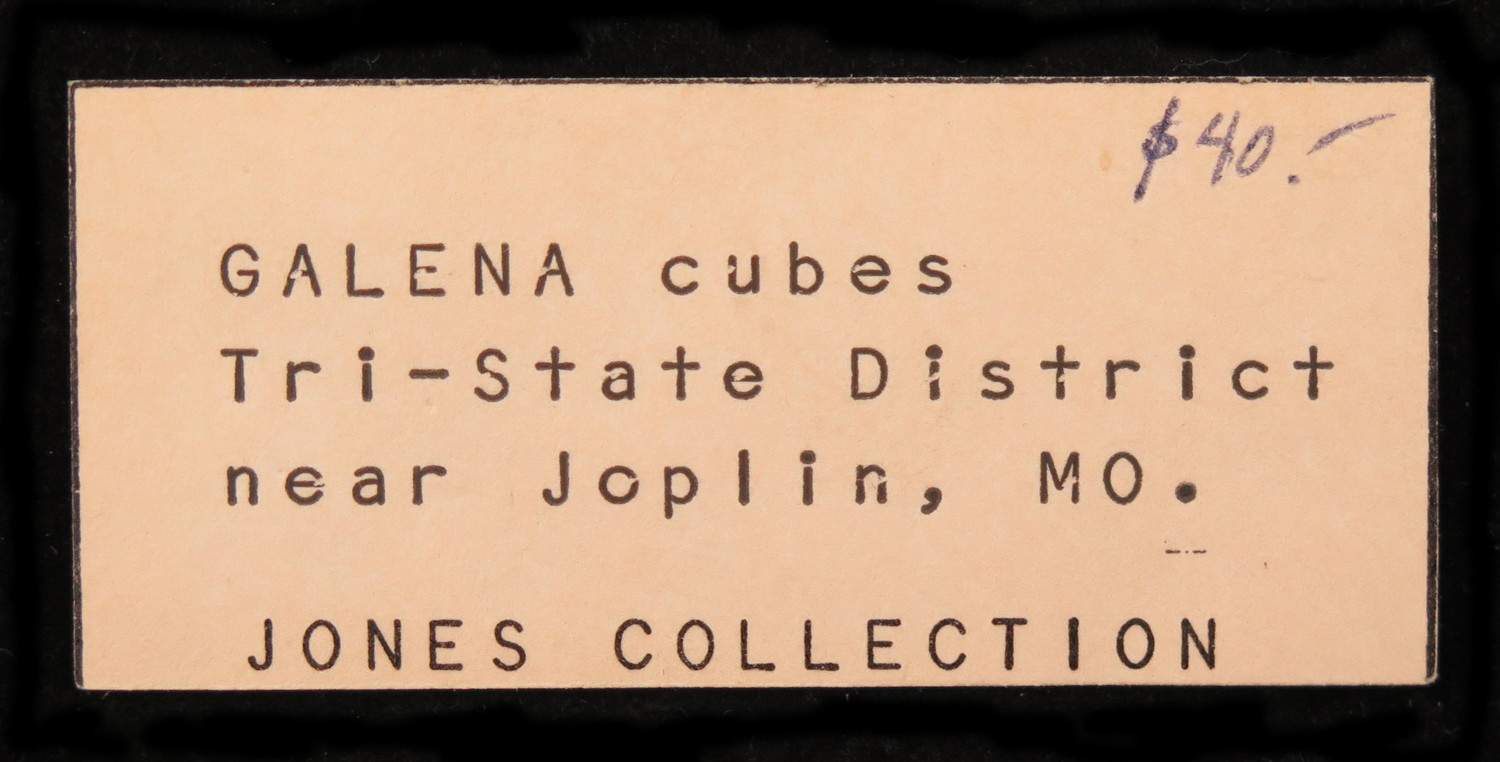 $40.-
GALENA cubes
Tri-State District
near Joplin, MO.
JONES COLLECTION